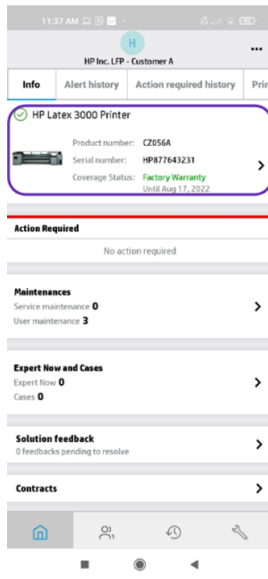 11:37 AM
H
HP Inc. LFP - Customer A
Info Alert history Action required history Prin
HP Latex 3000 Printer
Product number: CZ056A
Serial number: HP877643231
Coverage Status: Factory Warranty
Until Aug 17, 2022
Action Required
No action required
Maintenances
Service maintenance 0
User maintenance 3
Expert Now and Cases
Expert Now 0
Cases 0
Solution feedback
0 feedbacks pending to resolve
Contracts